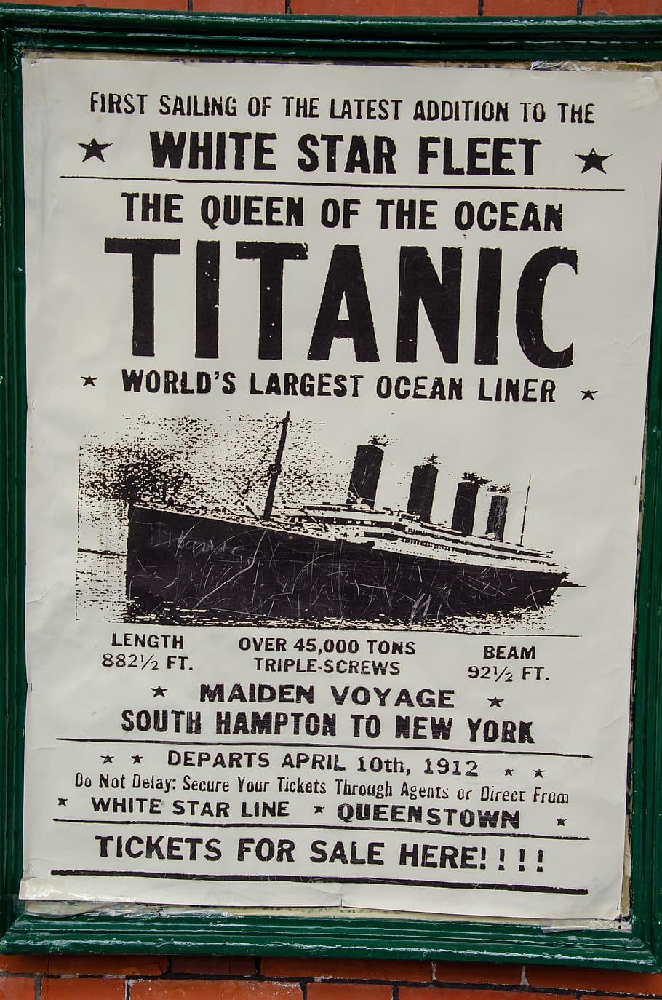 FIRST SAILING OF THE LATEST ADDITION TO THE
★ WHITE STAR FLEET ★
THE QUEEN OF THE OCEAN
TITANIC
★ WORLD'S LARGEST OCEAN LINER ★
LENGTH OVER 45,000 TONS BEAM
882½ FT. TRIPLE-SCREWS 92½ FT.
★ MAIDEN VOYAGE ★
SOUTH HAMPTON TO NEW YORK
★ ★ DEPARTS APRIL 10th, 1912 ★ ★
Do Not Delay: Secure Your Tickets Through Agents or Direct From
★ WHITE STAR LINE ★ QUEENSTOWN ★
TICKETS FOR SALE HERE!!!!